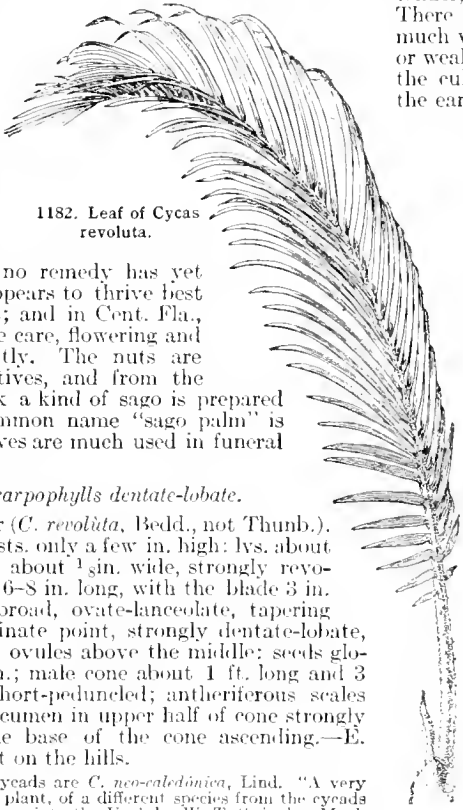 There
much v
or weal
the cu
the ear
1182. Leaf of Cycas
revoluta.
no remedy has yet
ppears to thrive best
; and in Cent. Fla.,
e care, flowering and
tly. The nuts are
tives, and from the
k a kind of sago is prepared
mmon name "sago palm" is
ves are much used in funeral
carpophylls dentate-lobate.
r (C. revolùta, Bedd., not Thunb.).
sts. only a few in. high: lvs. about
about ⅛in. wide, strongly revo-
6-8 in. long, with the blade 3 in.
broad, ovate-lanceolate, tapering
inate point, strongly dentate-lobate,
ovules above the middle: seeds glo-
n.; male cone about 1 ft. long and 3
hort-peduncled; antheriferous scales
cumen in upper half of cone strongly
e base of the cone ascending.—E.
t on the hills.
ycads are C. neo-caledónica, Lind. "A very
plant, of a different species from the cycads